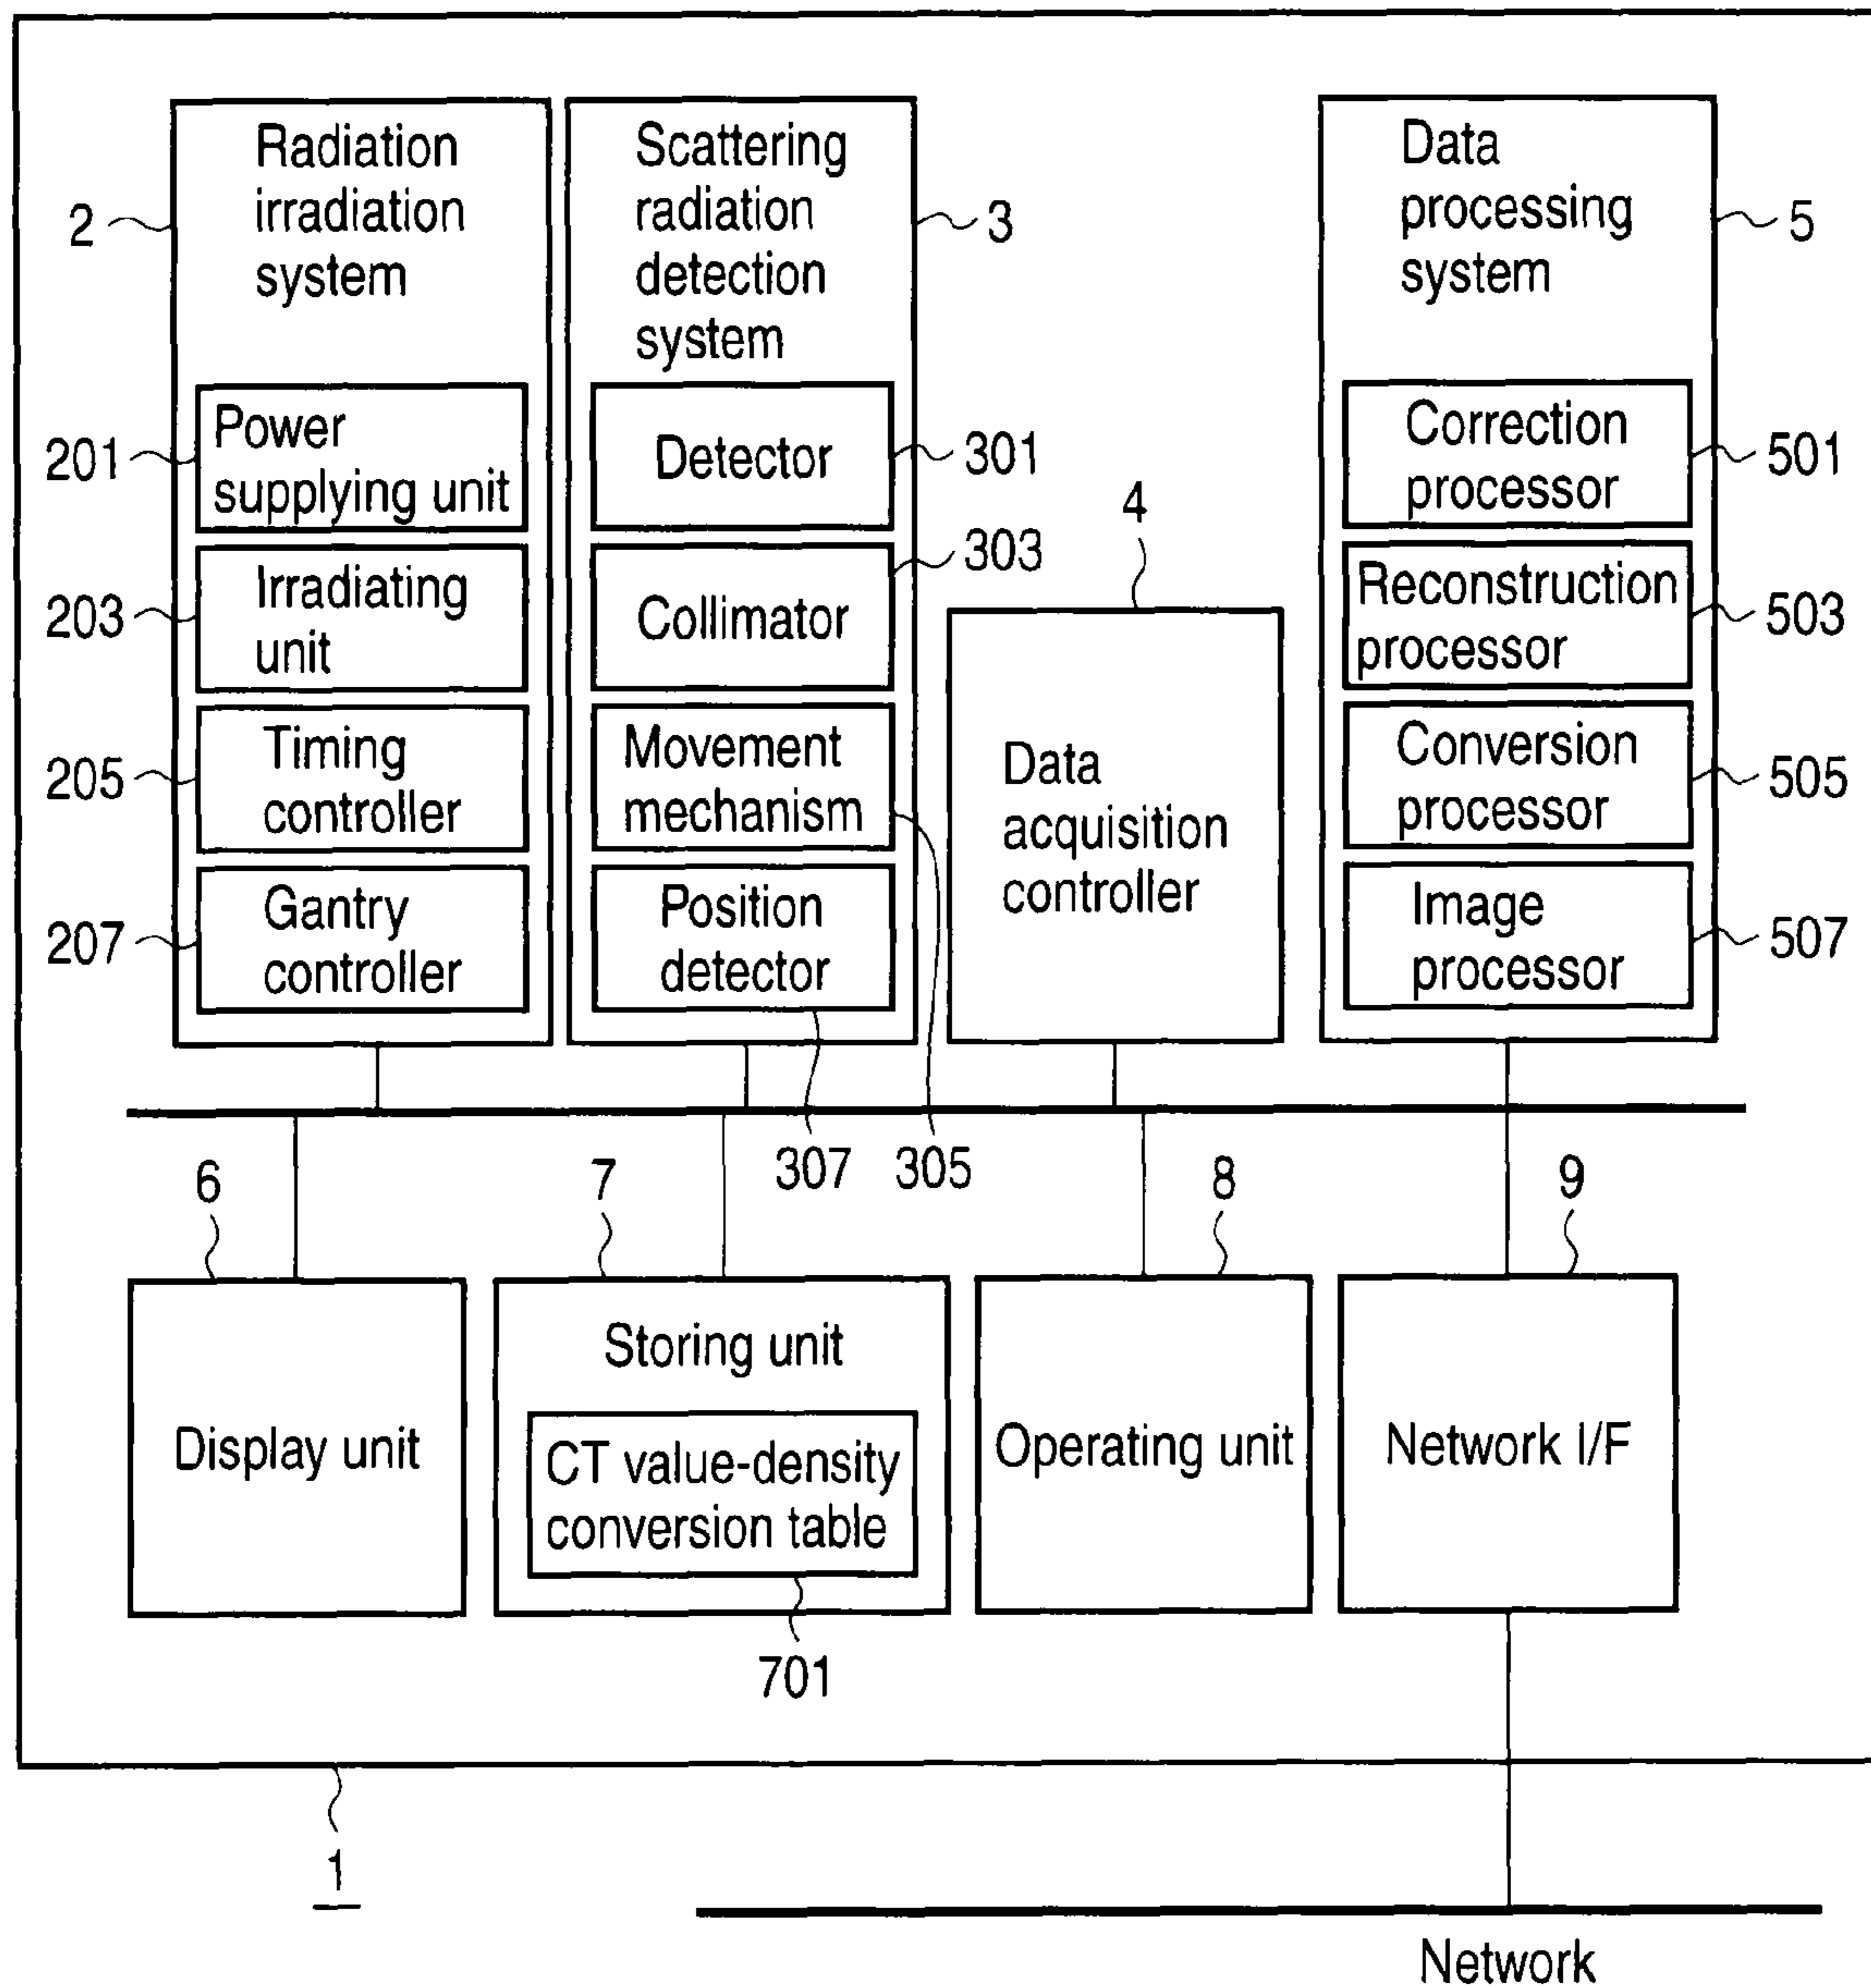 Radiation
irradiation
system
2
Power
supplying unit
201
Irradiating
unit
203
Timing
controller
205
Gantry
controller
207
Scattering
radiation
detection
system
3
Detector
301
Collimator
303
Movement
mechanism
305
Position
detector
307
4
Data
acquisition
controller
Data
processing
system
5
Correction
processor
501
Reconstruction
processor
503
Conversion
processor
505
Image
processor
507
6
Display unit
7
Storing unit
CT value-density
conversion table
701
8
Operating unit
9
Network I/F
1
Network